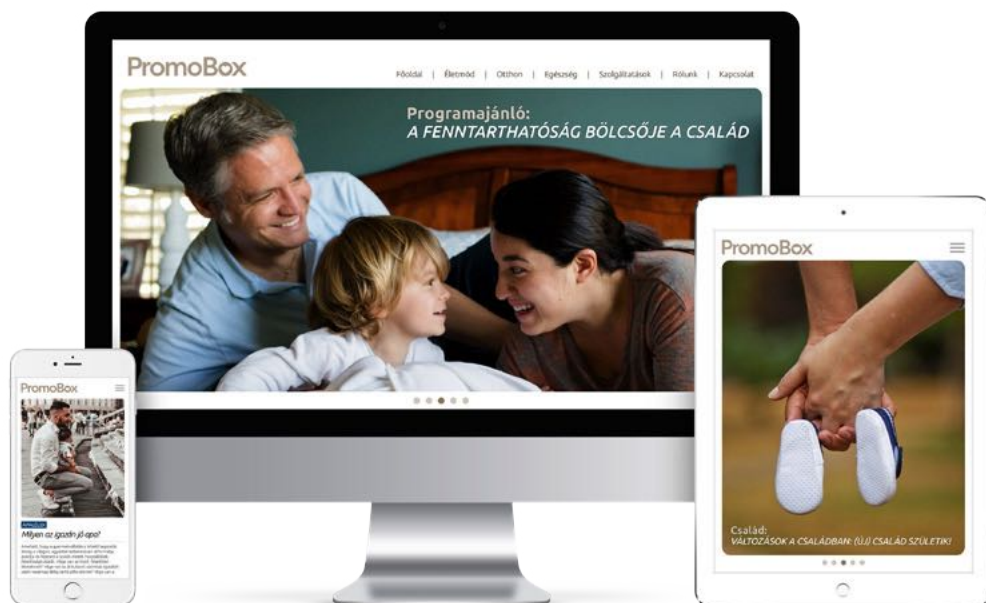 PromoBox
Főoldal | Életmód | Otthon | Egészség | Szolgáltatások | Rólunk | Kapcsolat
Programajánló:
A FENNTARTHATÓSÁG BÖLCSŐJE A CSALÁD
PromoBox
Család:
VÁLTOZÁSOK A CSALÁDBAN: (ÚJ) CSALÁD SZÜLETIK!
PromoBox
Milyen az igazán jó apa?